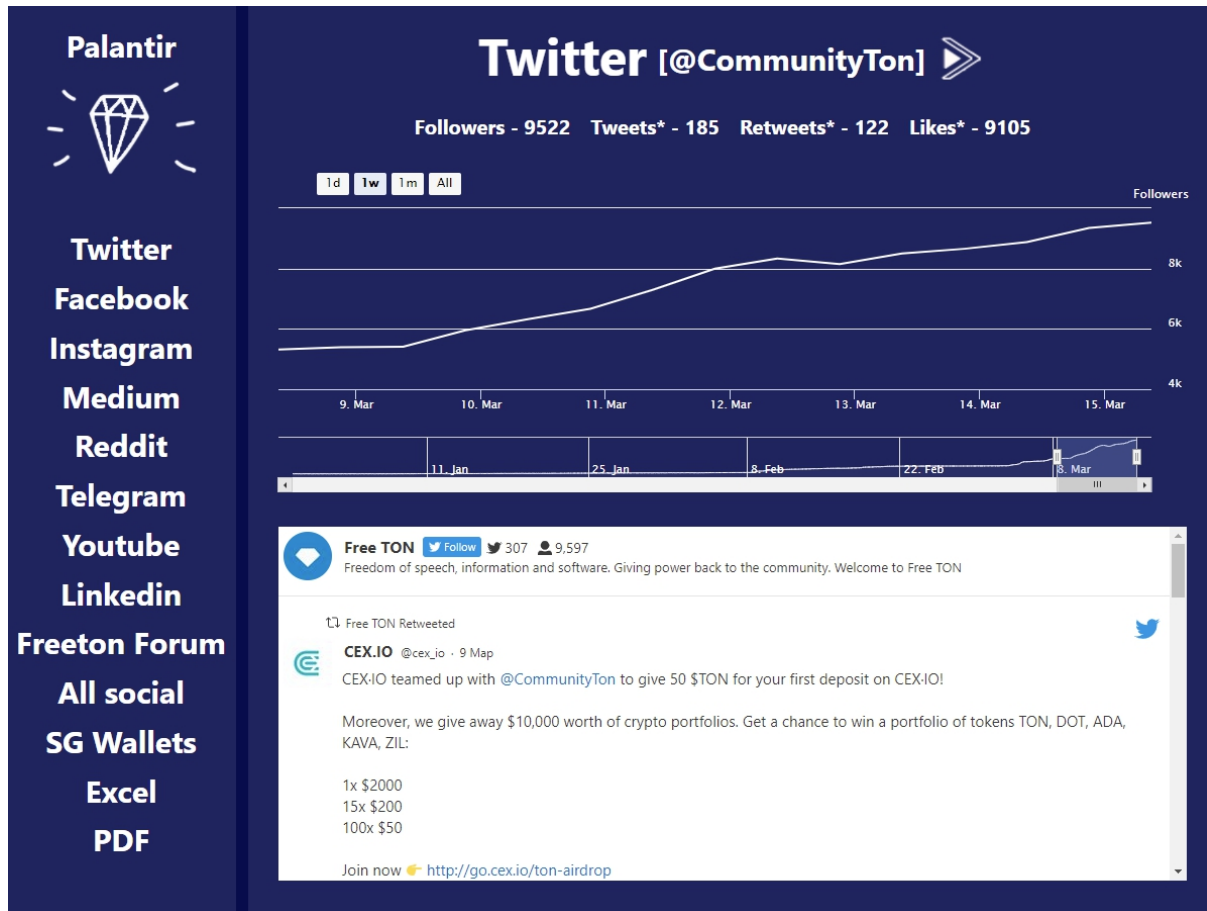 Palantir
Twitter
Facebook
Instagram
Medium
Reddit
Telegram
Youtube
Linkedin
Freeton Forum
All social
SG Wallets
Excel
PDF
Twitter [@CommunityTon]
Followers - 9522 Tweets* - 185 Retweets* - 122 Likes* - 9105
1d 1w 1m All
Followers
8k
6k
4k
9. Mar 10. Mar 11. Mar 12. Mar 13. Mar 14. Mar 15. Mar
11. Jan 25. Jan 8. Feb 22. Feb 8. Mar
Free TON Follow 307 9,597
Freedom of speech, information and software. Giving power back to the community. Welcome to Free TON
Free TON Retweeted
CEX.IO @cex_io · 9 Мар
CEX·IO teamed up with @CommunityTon to give 50 $TON for your first deposit on CEX·IO!
Moreover, we give away $10,000 worth of crypto portfolios. Get a chance to win a portfolio of tokens TON, DOT, ADA,
KAVA, ZIL:
1x $2000
15x $200
100x $50
Join now 👉 http://go.cex.io/ton-airdrop